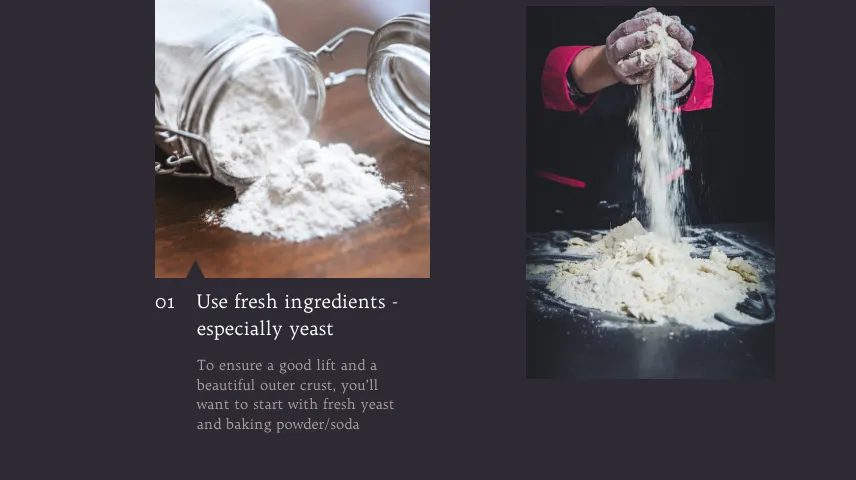 01 Use fresh ingredients -
especially yeast
To ensure a good lift and a
beautiful outer crust, you'll
want to start with fresh yeast
and baking powder/soda